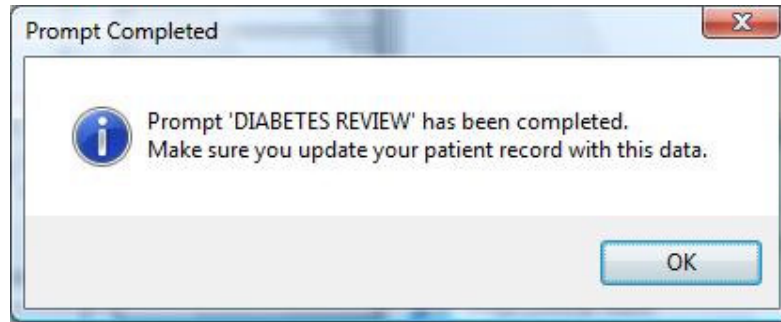 Prompt Completed
Prompt 'DIABETES REVIEW' has been completed.
Make sure you update your patient record with this data.
OK